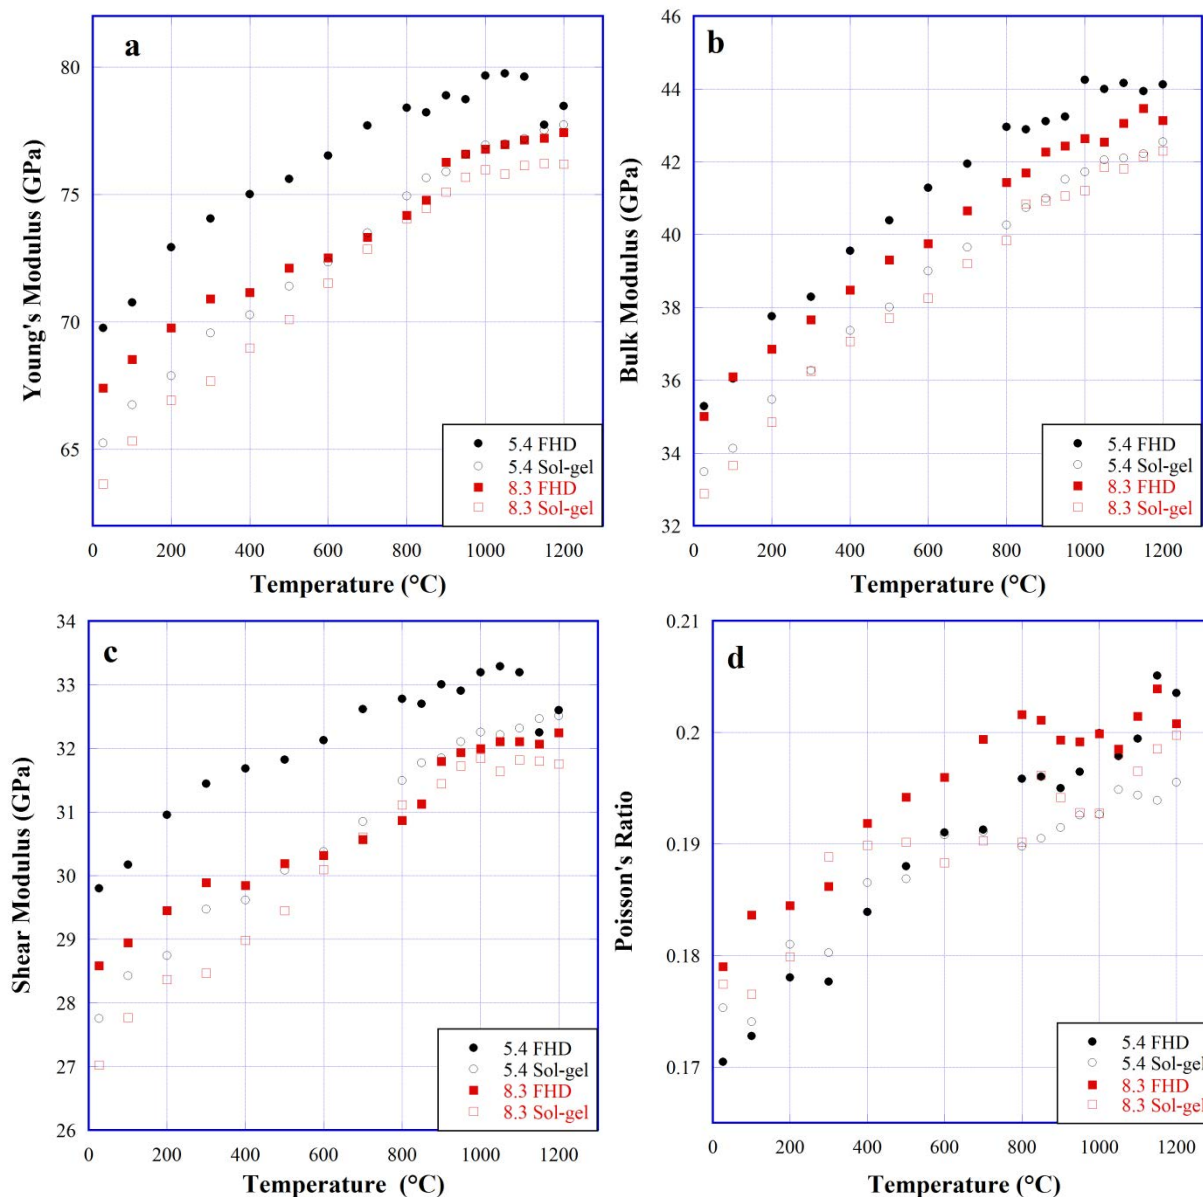 a
Young's Modulus (GPa)
80
75
70
65
5.4 FHD
5.4 Sol-gel
8.3 FHD
8.3 Sol-gel
0 200 400 600 800 1000 1200
Temperature (°C)
b
Bulk Modulus (GPa)
46
44
42
40
38
36
34
32
5.4 FHD
5.4 Sol-gel
8.3 FHD
8.3 Sol-gel
0 200 400 600 800 1000 1200
Temperature (°C)
c
Shear Modulus (GPa)
34
33
32
31
30
29
28
27
26
5.4 FHD
5.4 Sol-gel
8.3 FHD
8.3 Sol-gel
0 200 400 600 800 1000 1200
Temperature (°C)
d
Poisson's Ratio
0.21
0.2
0.19
0.18
0.17
5.4 FHD
5.4 Sol-gel
8.3 FHD
8.3 Sol-gel
0 200 400 600 800 1000 1200
Temperature (°C)